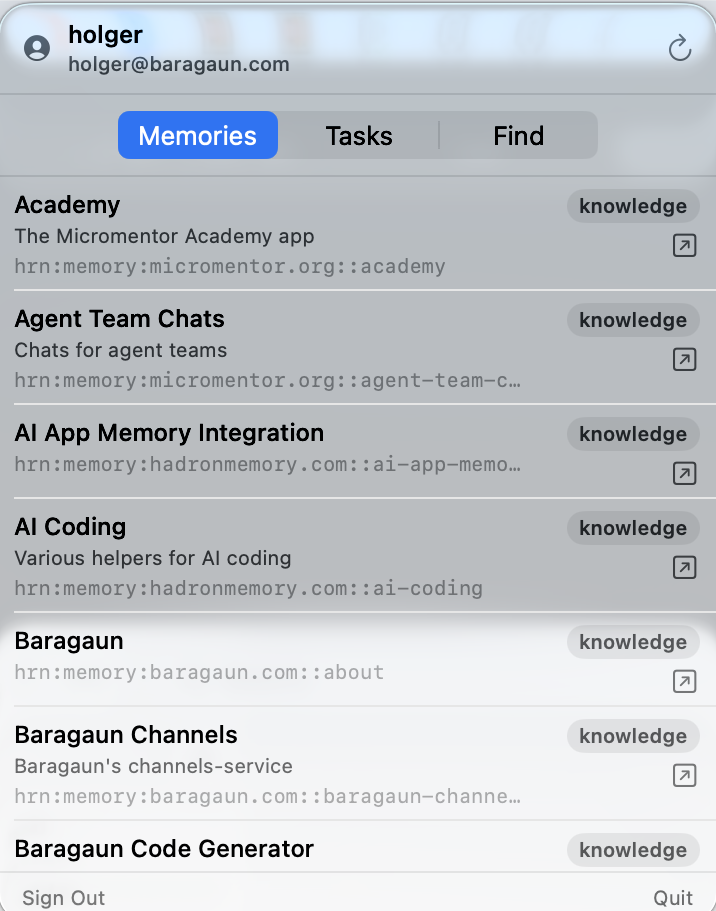 holger
holger@baragaun.com
Memories Tasks Find
Academy knowledge
The Micromentor Academy app
hrn:memory:micromentor.org::academy
Agent Team Chats knowledge
Chats for agent teams
hrn:memory:micromentor.org::agent-team-c…
AI App Memory Integration knowledge
hrn:memory:hadronmemory.com::ai-app-memo…
AI Coding knowledge
Various helpers for AI coding
hrn:memory:hadronmemory.com::ai-coding
Baragaun knowledge
hrn:memory:baragaun.com::about
Baragaun Channels knowledge
Baragaun's channels-service
hrn:memory:baragaun.com::baragaun-channe…
Baragaun Code Generator knowledge
Sign Out Quit